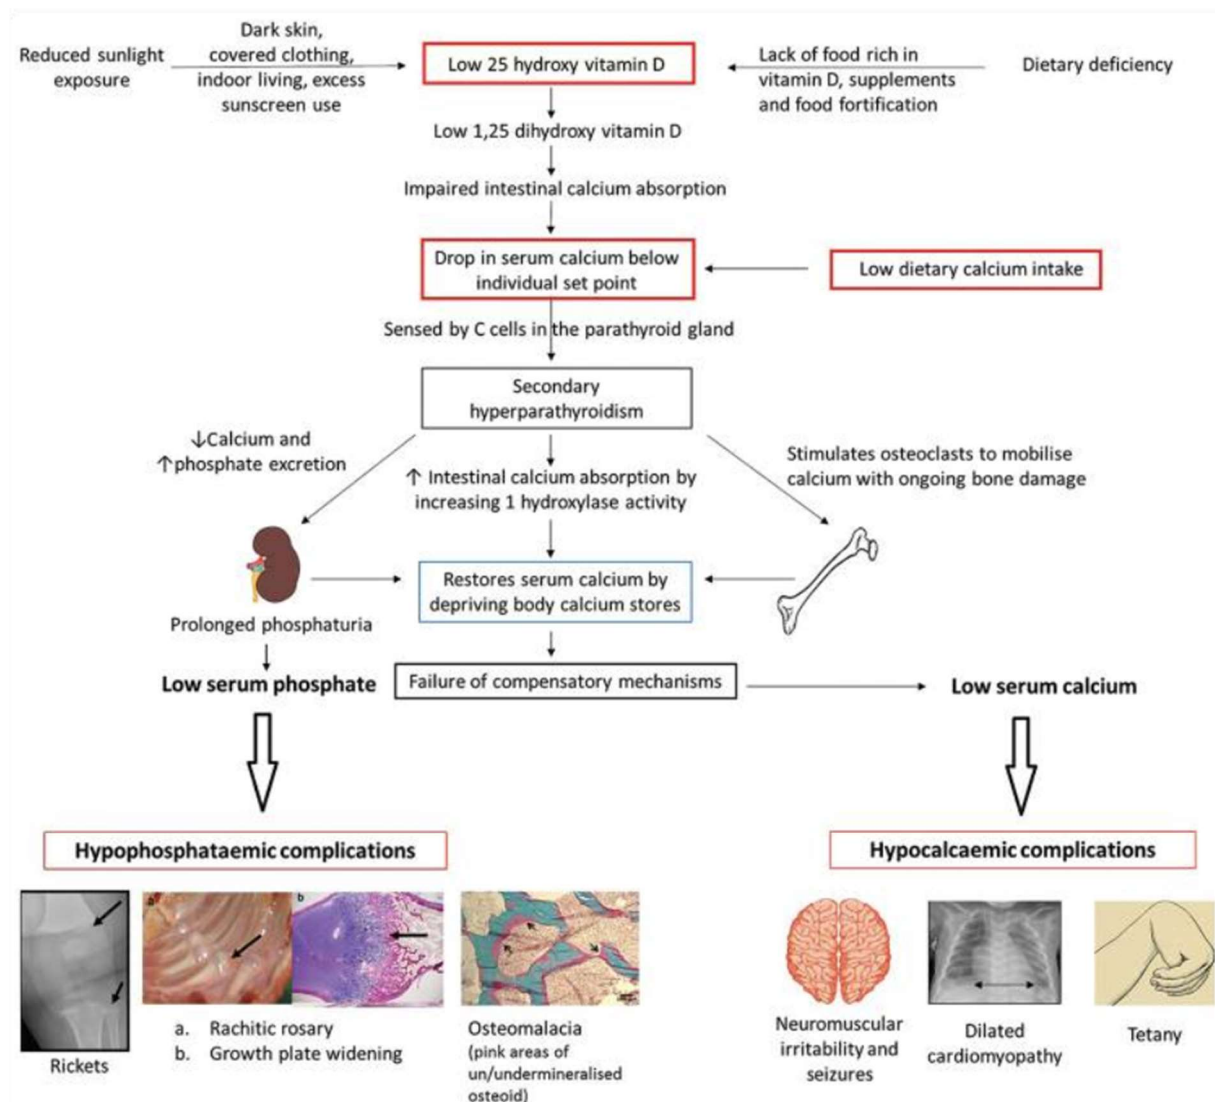 Reduced sunlight
exposure
Dark skin,
covered clothing,
indoor living, excess
sunscreen use
Low 25 hydroxy vitamin D
Lack of food rich in
vitamin D, supplements
and food fortification
Dietary deficiency
Low 1,25 dihydroxy vitamin D
Impaired intestinal calcium absorption
Drop in serum calcium below
individual set point
Low dietary calcium intake
Sensed by C cells in the parathyroid gland
Secondary
hyperparathyroidism
↓Calcium and
↑phosphate excretion
↑ Intestinal calcium absorption by
increasing 1 hydroxylase activity
Stimulates osteoclasts to mobilise
calcium with ongoing bone damage
Restores serum calcium by
depriving body calcium stores
Prolonged phosphaturia
Low serum phosphate
Failure of compensatory mechanisms
Low serum calcium
Hypophosphataemic complications
Hypocalcaemic complications
a
b
Rickets
a. Rachitic rosary
b. Growth plate widening
Osteomalacia
(pink areas of
un/undermineralised
osteoid)
Neuromuscular
irritability and
seizures
Dilated
cardiomyopathy
Tetany